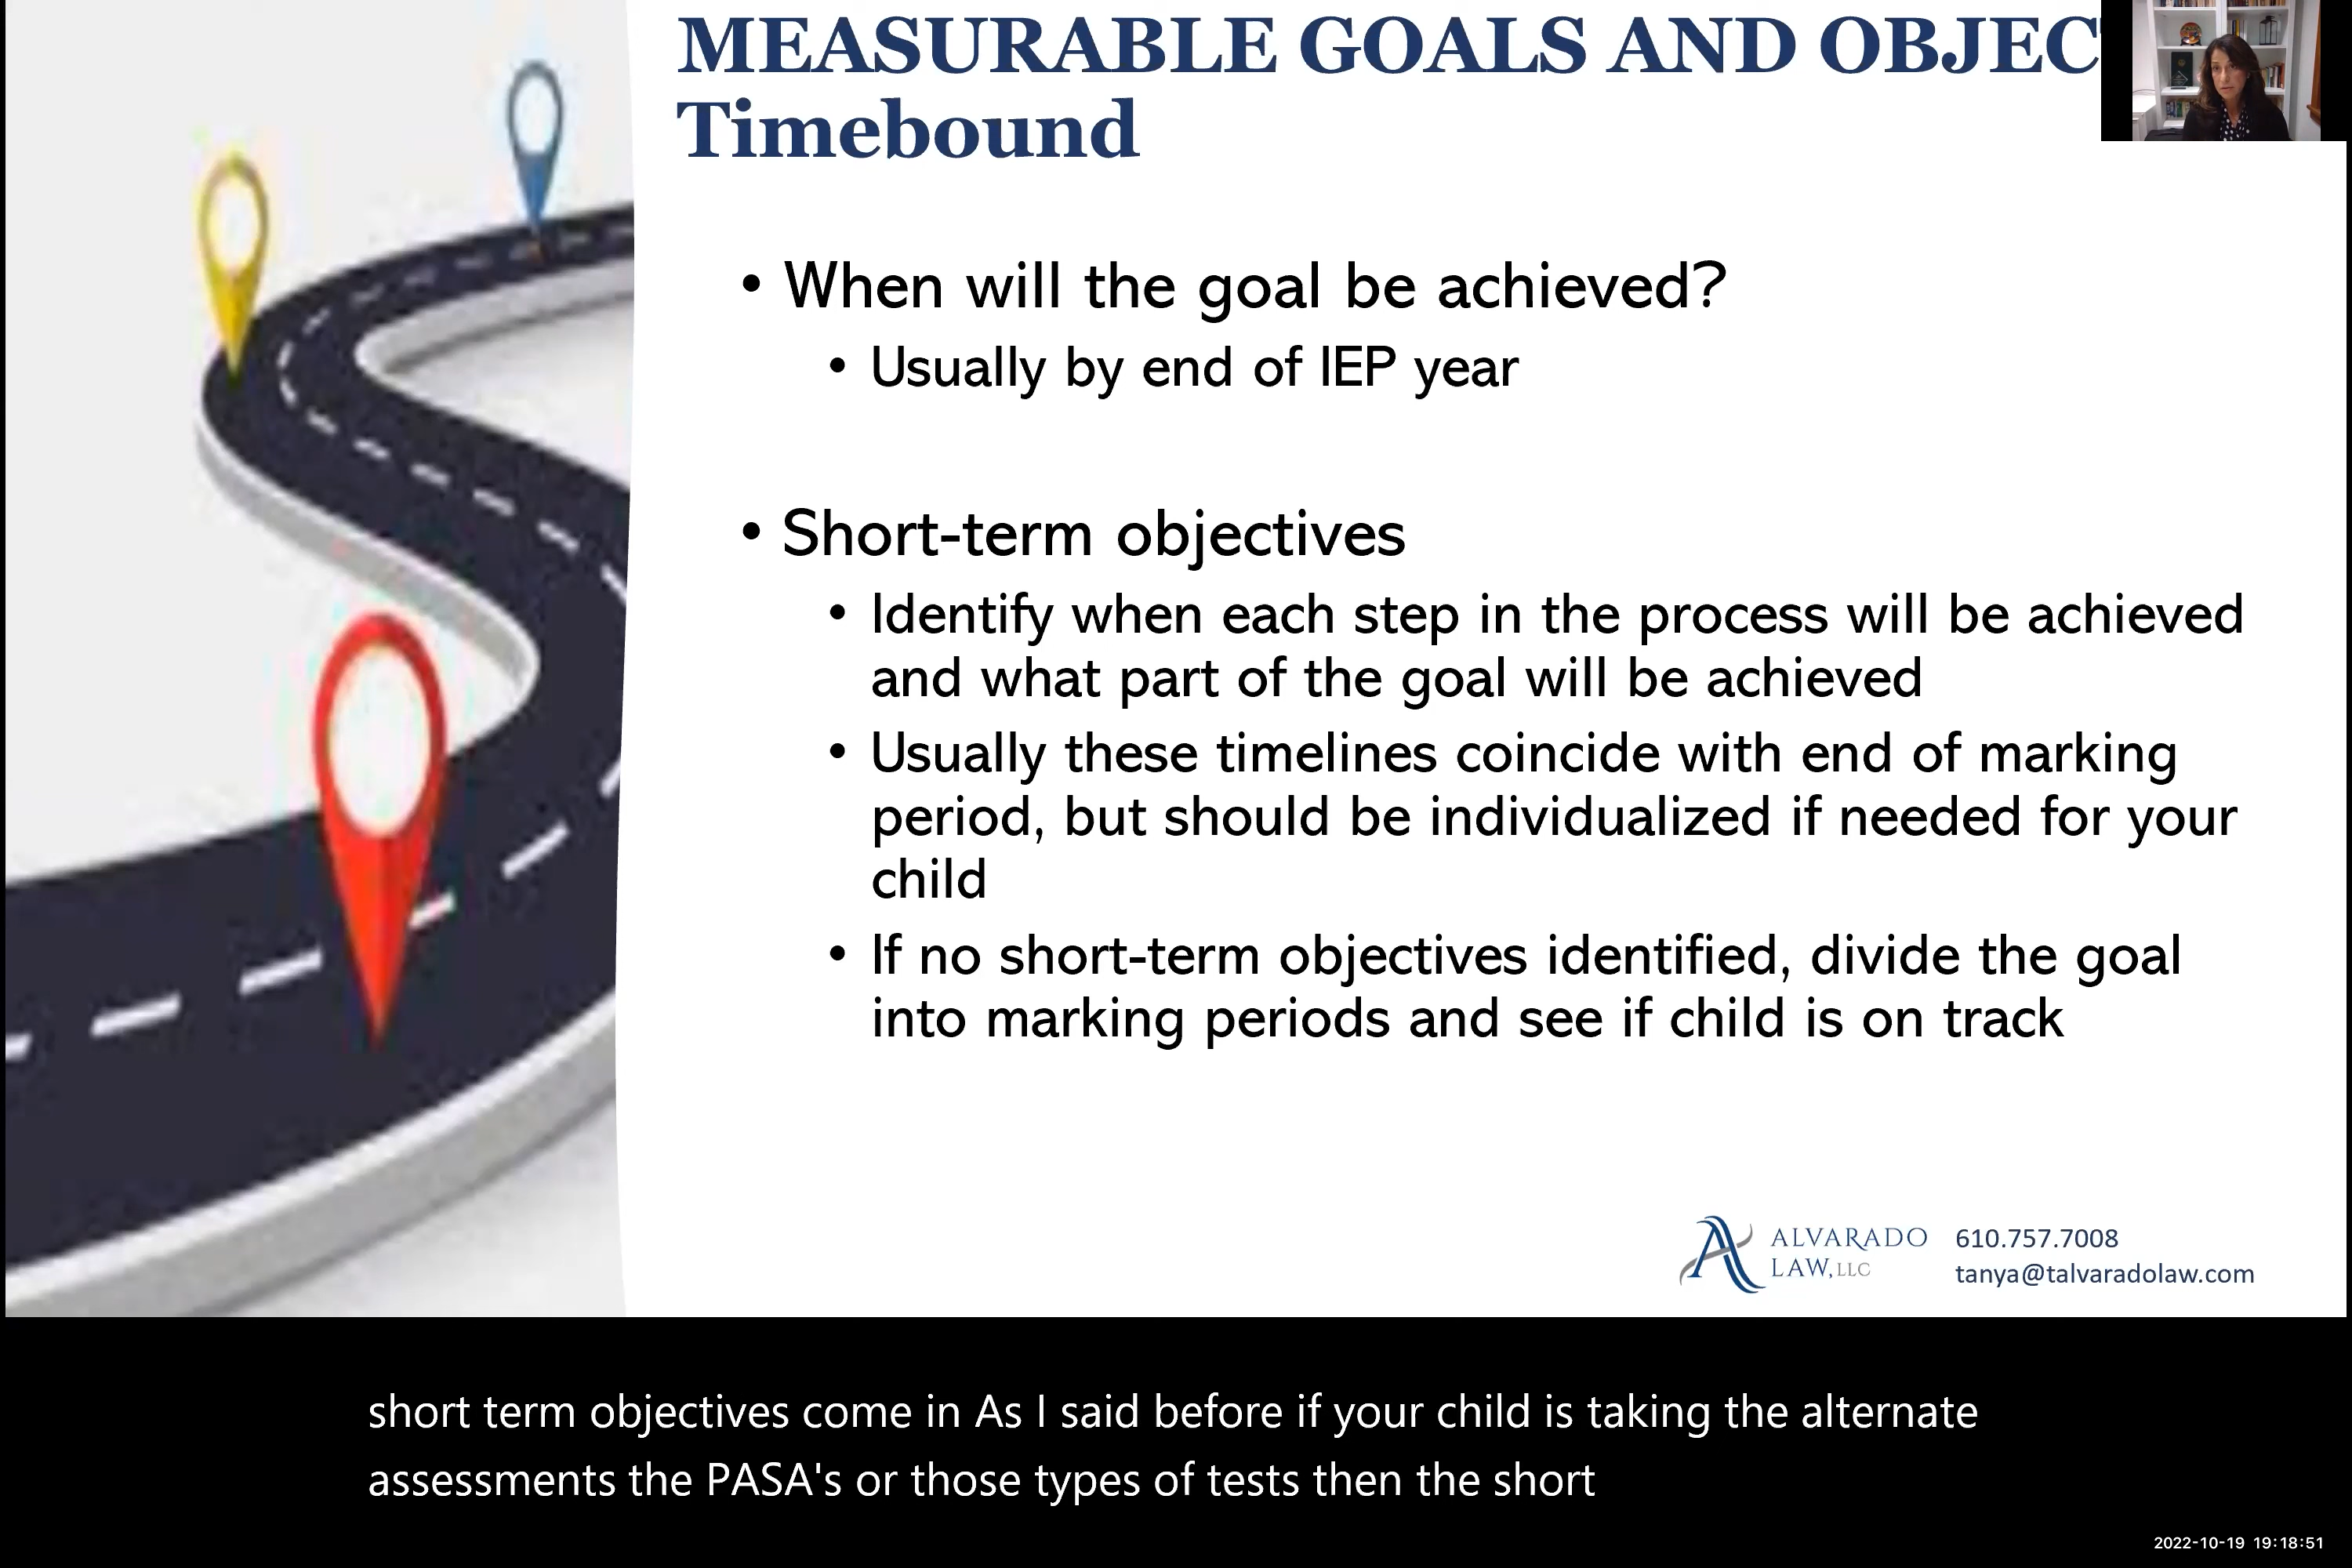 MEASURABLE GOALS AND OBJEC
Timebound
• When will the goal be achieved?
• Usually by end of IEP year
• Short-term objectives
• Identify when each step in the process will be achieved
and what part of the goal will be achieved
• Usually these timelines coincide with end of marking
period, but should be individualized if needed for your
child
• If no short-term objectives identified, divide the goal
into marking periods and see if child is on track
ALVARADO
LAW, LLC
610.757.7008
tanya@talvaradolaw.com
short term objectives come in As I said before if your child is taking the alternate
assessments the PASA's or those types of tests then the short
2022-10-19 19:18:51